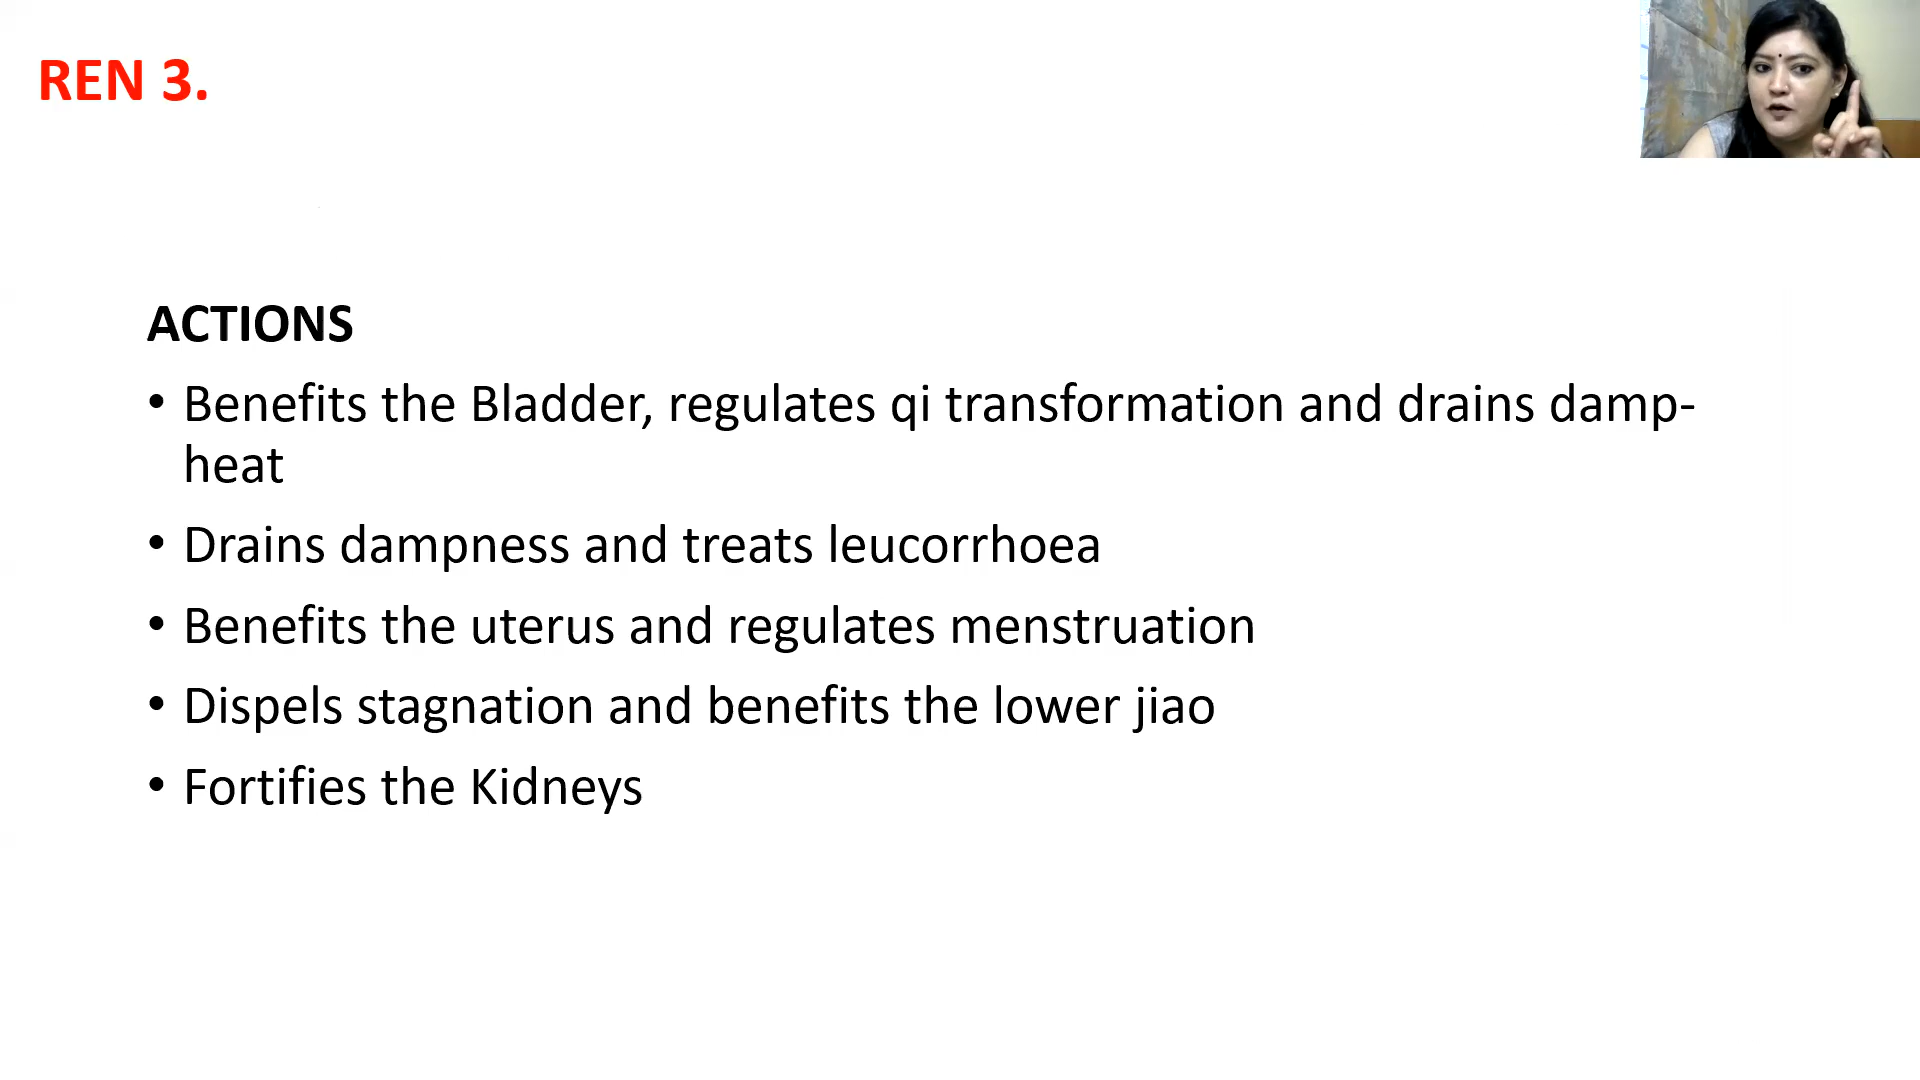 REN 3.
ACTIONS
• Benefits the Bladder, regulates qi transformation and drains damp-
heat
• Drains dampness and treats leucorrhoea
• Benefits the uterus and regulates menstruation
• Dispels stagnation and benefits the lower jiao
• Fortifies the Kidneys